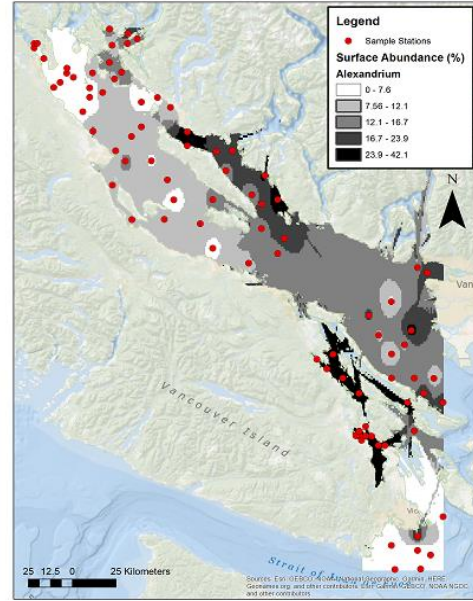 Legend
Sample Stations
Surface Abundance (%)
Alexandrium
0 - 7.6
7.56 - 12.1
12.1 - 16.7
16.7 - 23.9
23.9 - 42.1
N
Van
Vancouver Island
Vic
Strait of
25 12.5 0 25 Kilometers
Sources: Esri, GEBCO, NOAA, National Geographic, Garmin, HERE,
Geonames.org, and other contributors, Esri, Garmin, GEBCO, NOAA NGDC,
and other contributors